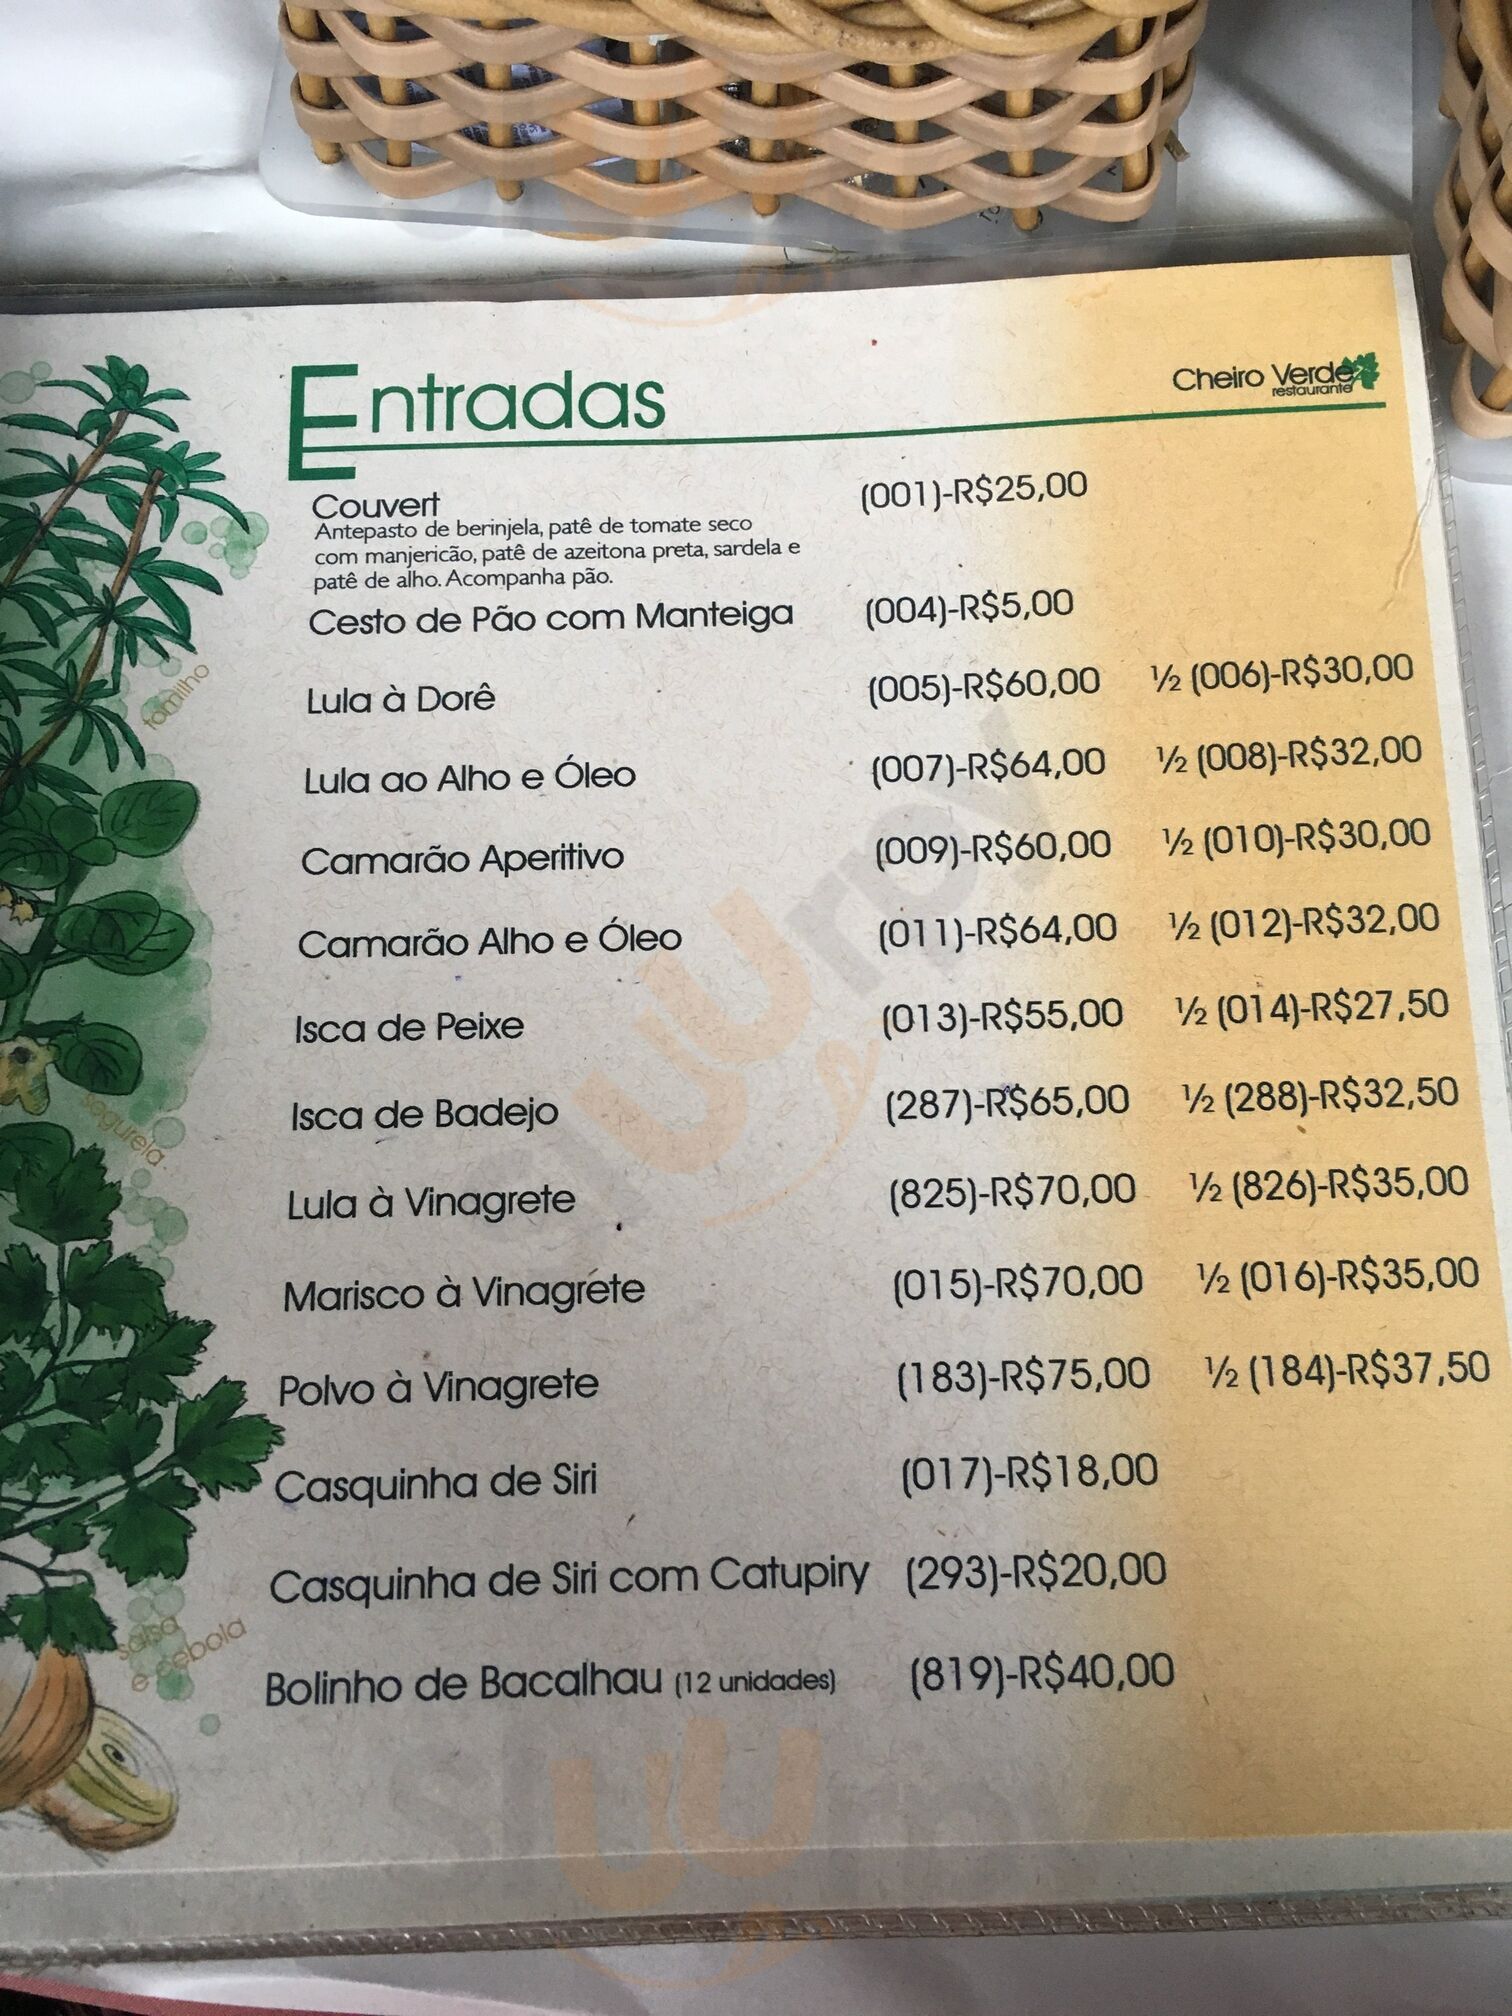 Entradas
Cheiro Verde
restaurante
Couvert (001)-R$25,00
Antepasto de berinjela, patê de tomate seco
com manjericão, patê de azeitona preta, sardela e
patê de alho. Acompanha pão.
Cesto de Pão com Manteiga (004)-R$5,00
Lula à Dorê (005)-R$60,00 ½ (006)-R$30,00
Lula ao Alho e Óleo (007)-R$64,00 ½ (008)-R$32,00
Camarão Aperitivo (009)-R$60,00 ½ (010)-R$30,00
Camarão Alho e Óleo (011)-R$64,00 ½ (012)-R$32,00
Isca de Peixe (013)-R$55,00 ½ (014)-R$27,50
Isca de Badejo (287)-R$65,00 ½ (288)-R$32,50
Lula à Vinagrete (825)-R$70,00 ½ (826)-R$35,00
Marisco à Vinagrete (015)-R$70,00 ½ (016)-R$35,00
Polvo à Vinagrete (183)-R$75,00 ½ (184)-R$37,50
Casquinha de Siri (017)-R$18,00
Casquinha de Siri com Catupiry (293)-R$20,00
Bolinho de Bacalhau (12 unidades) (819)-R$40,00
tomilho
segurela
salsa
e cebola
slurpy